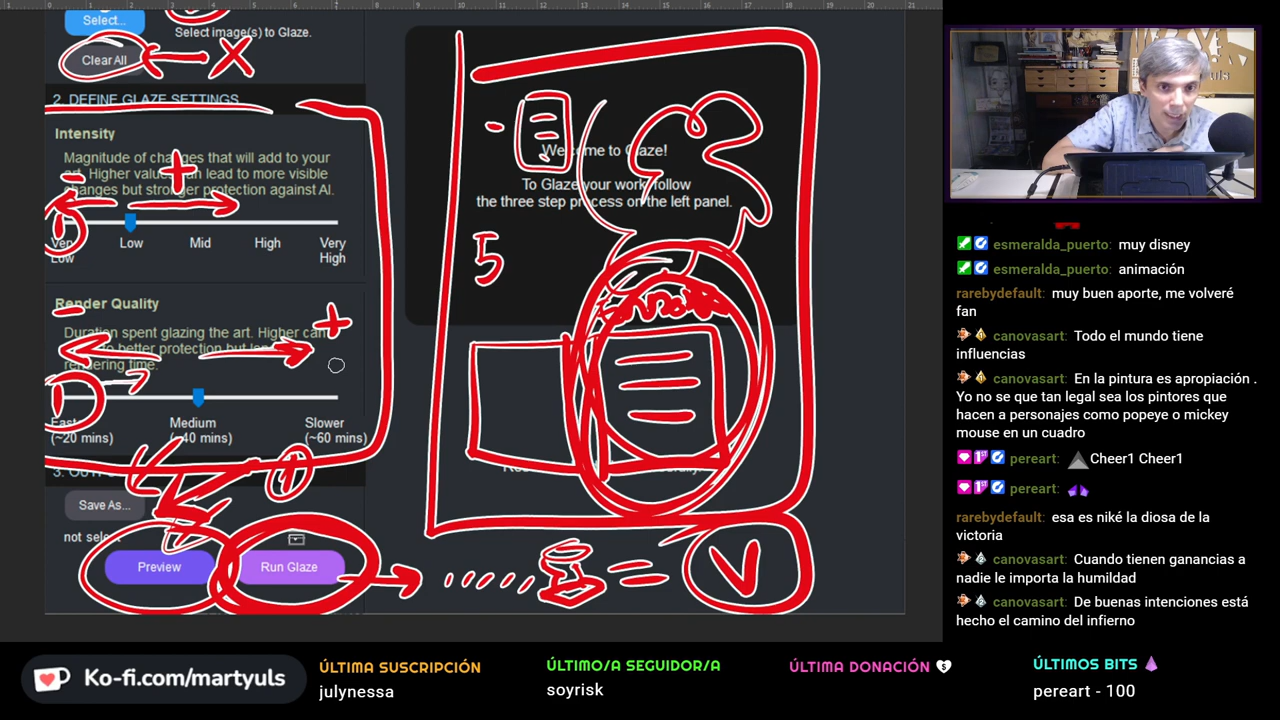 Select...
Select image(s) to Glaze.
Clear All
2. DEFINE GLAZE SETTINGS
Intensity
Magnitude of changes that will add to your
art. Higher values can lead to more visible
changes but stronger protection against AI.
Very Low
Low
Mid
High
Very High
Render Quality
Duration spent glazing the art. Higher can
to better protection but
rendering time.
(~20 mins)
Medium
(~40 mins)
Slower
(~60 mins)
Save As...
Preview
Run Glaze
Welcome to Glaze!
To Glaze your work, follow
the three step process on the left panel.
5
esmeralda_puerto: muy disney
esmeralda_puerto: animación
rarebydefault: muy buen aporte, me volveré
fan
canovasart: Todo el mundo tiene
influencias
canovasart: En la pintura es apropiación .
Yo no se que tan legal sea los pintores que
hacen a personajes como popeye o mickey
mouse en un cuadro
pereart: Cheer1 Cheer1
pereart:
rarebydefault: esa es niké la diosa de la
victoria
canovasart: Cuando tienen ganancias a
nadie le importa la humildad
canovasart: De buenas intenciones está
hecho el camino del infierno
Ko-fi.com/martyuls
ÚLTIMA SUSCRIPCIÓN
julynessa
ÚLTIMO/A SEGUIDOR/A
soyrisk
ÚLTIMA DONACIÓN
ÚLTIMOS BITS
pereart - 100